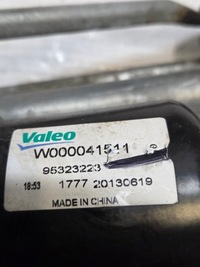 Valeo
W000041511
95323223
18:53 1777 20130619
MADE IN CHINA